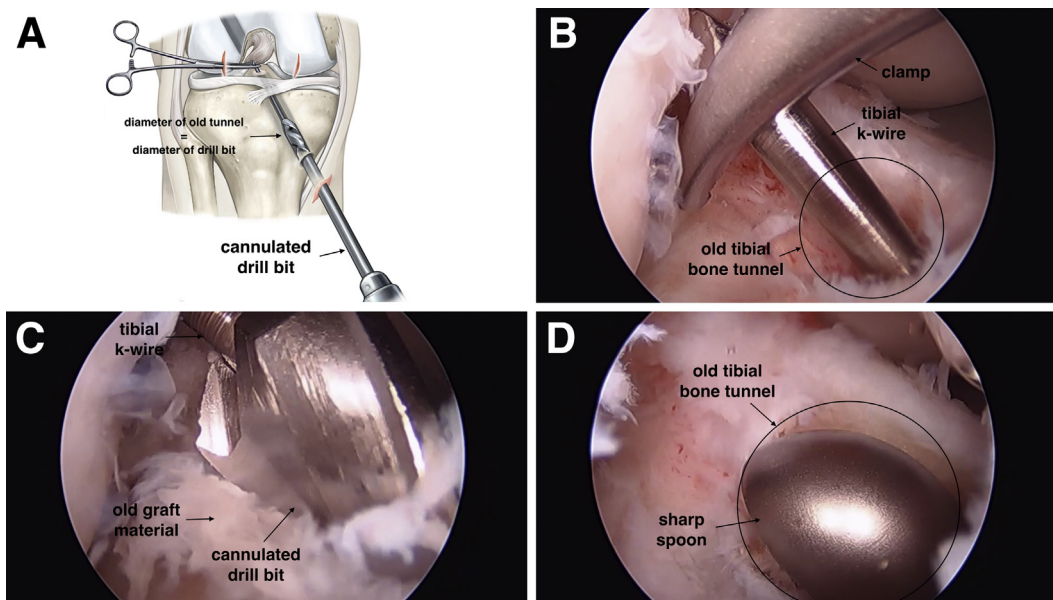 A
diameter of old tunnel
=
diameter of drill bit
cannulated
drill bit
B
clamp
tibial
k-wire
old tibial
bone tunnel
C
tibial
k-wire
old graft
material
cannulated
drill bit
D
old tibial
bone tunnel
sharp
spoon